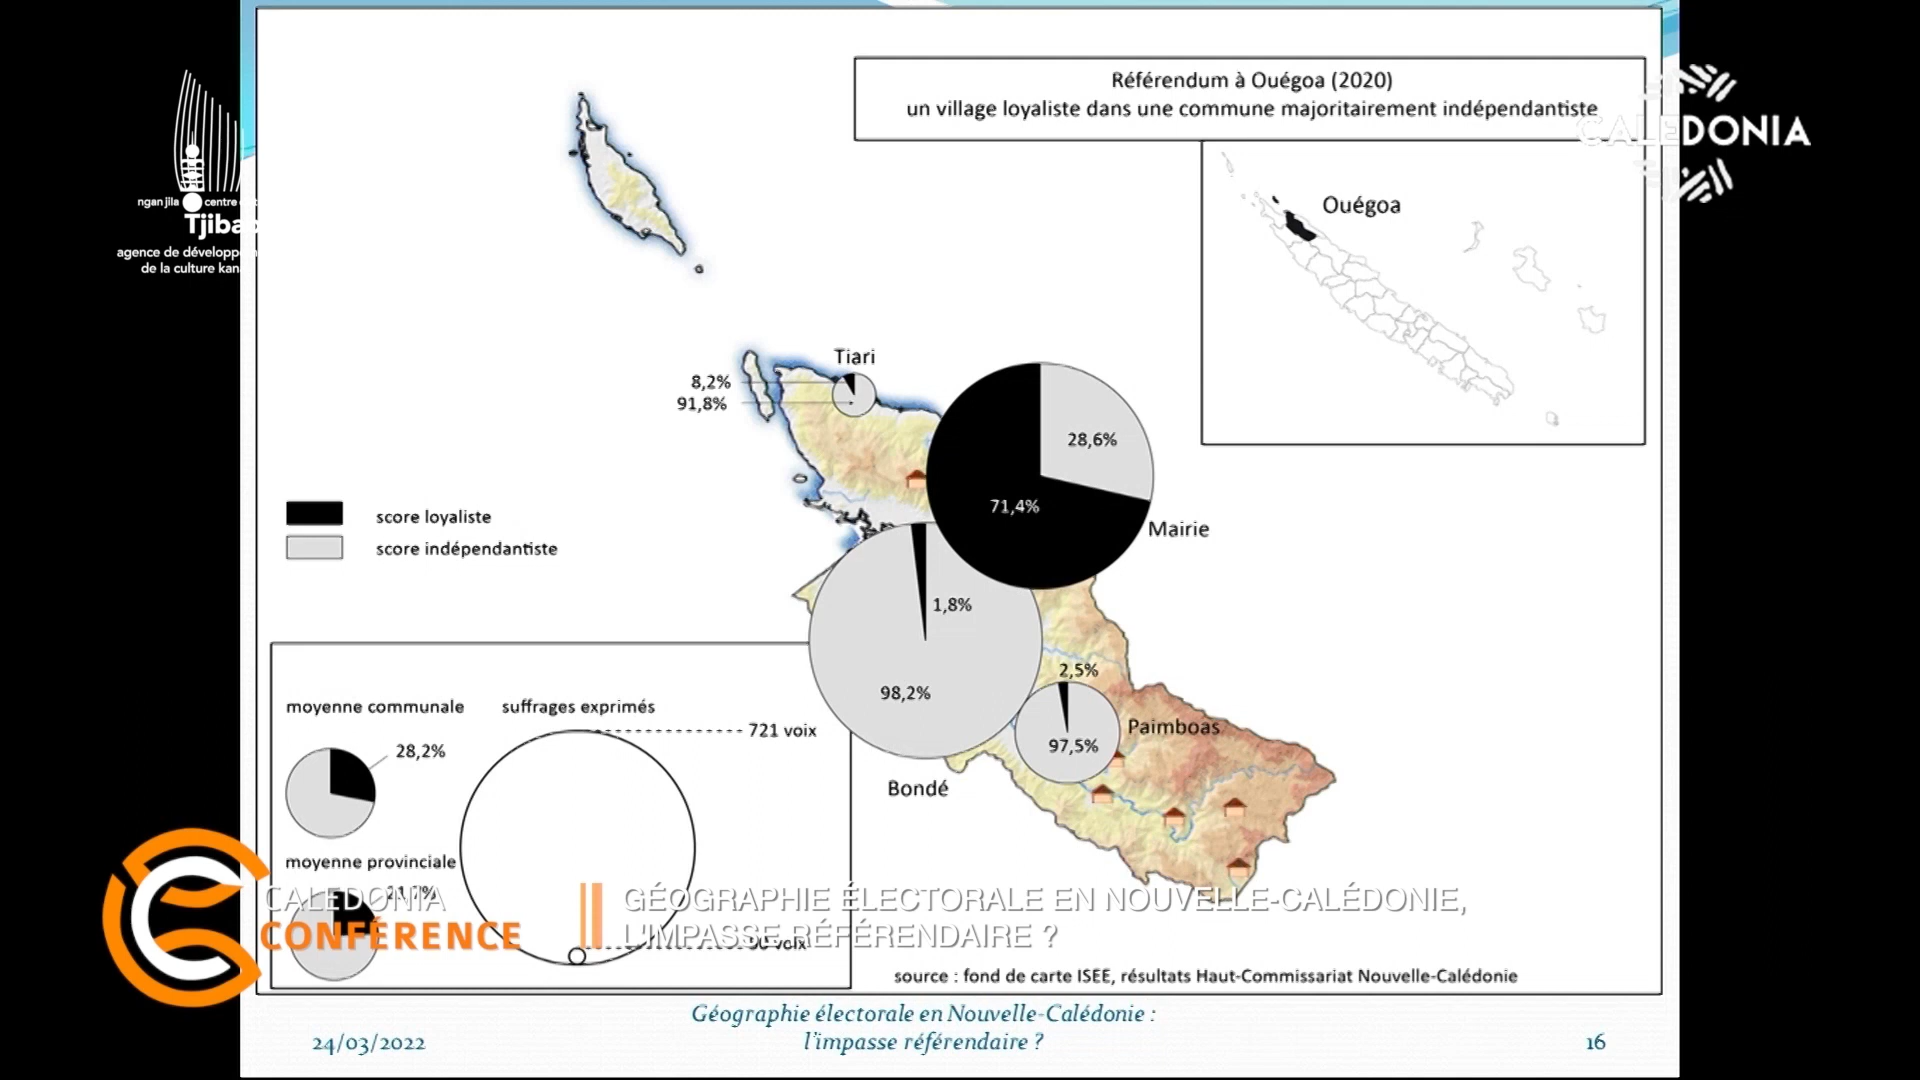 Référendum à Ouégoa (2020)
un village loyaliste dans une commune majoritairement indépendantiste
CALEDONIA
ngan jila centre
Tjiba
agence de développ
de la culture kan
Ouégoa
Tiari
8,2%
91,8%
28,6%
71,4%
Mairie
score loyaliste
score indépendantiste
1,8%
98,2%
2,5%
97,5%
Paimboas
Bondé
moyenne communale
28,2%
suffrages exprimés
721 voix
moyenne provinciale
CALEDONIA
CONFÉRENCE
GÉOGRAPHIE ÉLECTORALE EN NOUVELLE-CALÉDONIE,
L'IMPASSE RÉFÉRENDAIRE ?
source : fond de carte ISEE, résultats Haut-Commissariat Nouvelle-Calédonie
24/03/2022
Géographie électorale en Nouvelle-Calédonie :
l'impasse référendaire ?
16